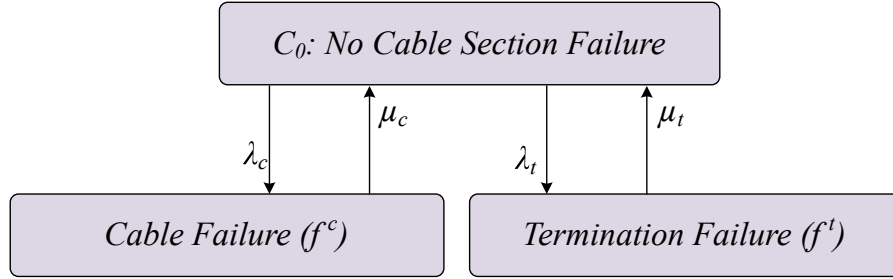 C₀: No Cable Section Failure
λc
μc
λt
μt
Cable Failure (fᶜ)
Termination Failure (fᵗ)